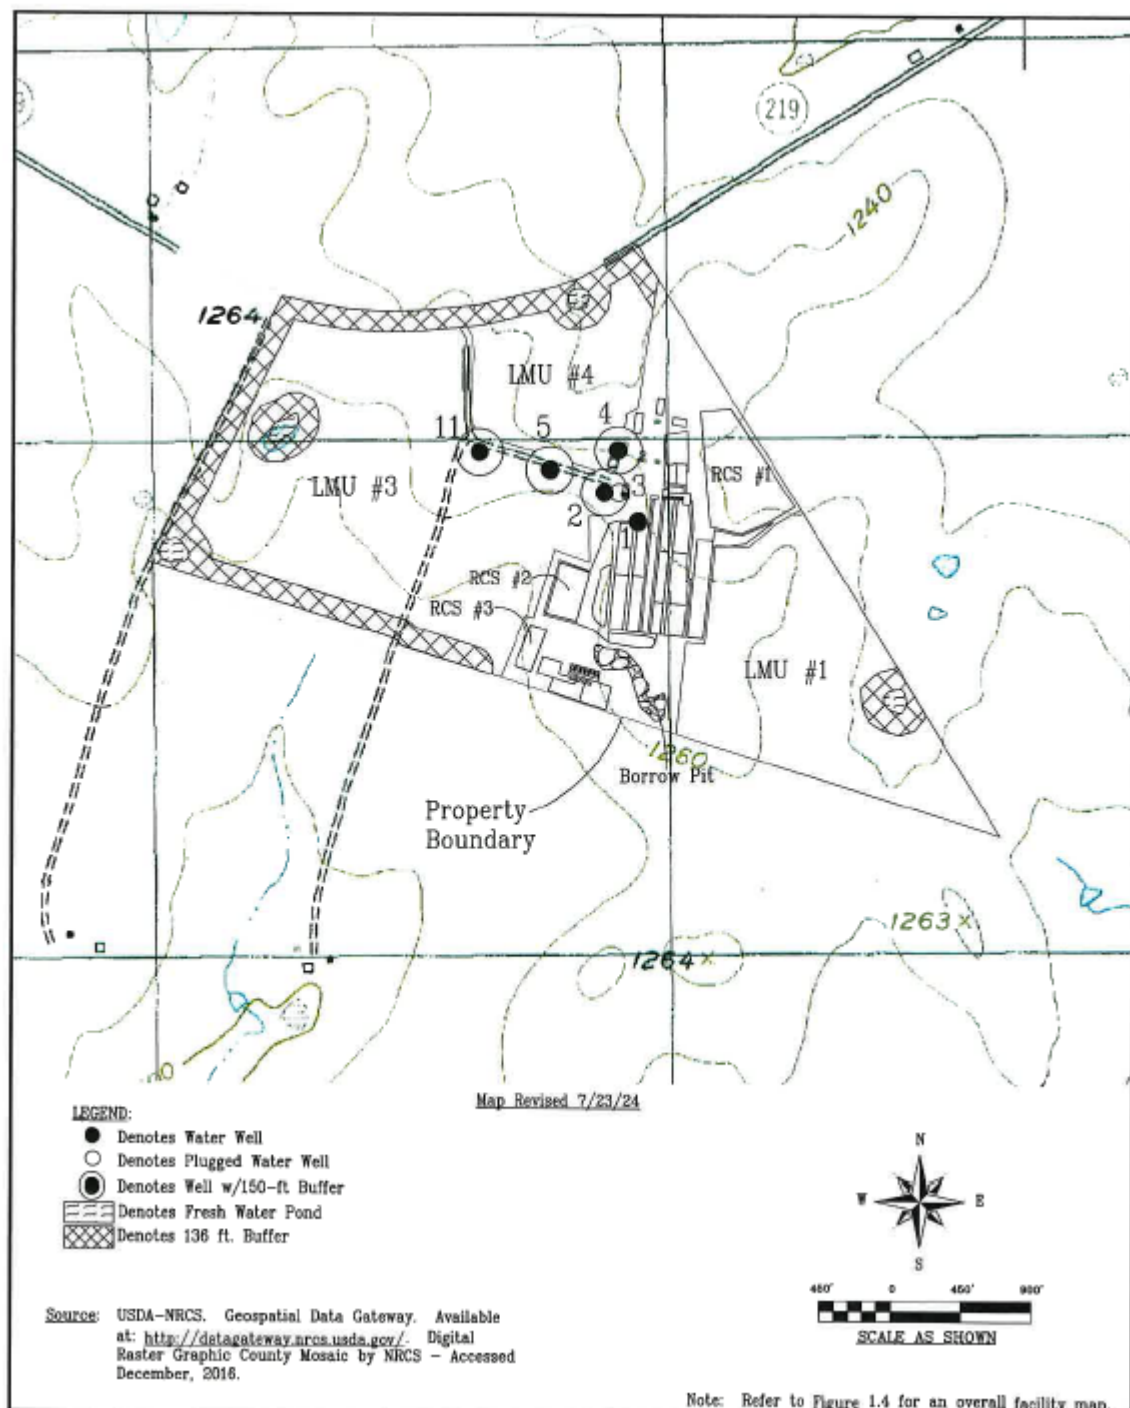 219
1240
1264
LMU #4
11
5
4
RCS #1
LMU #3
3
2
1
RCS #2
RCS #3
LMU #1
1260
Borrow Pit
Property
Boundary
1263
1264
0
Map Revised 7/23/24
LEGEND:
Denotes Water Well
Denotes Plugged Water Well
Denotes Well w/150-ft Buffer
Denotes Fresh Water Pond
Denotes 136 ft. Buffer
N
W E
S
450' 0 450' 900'
SCALE AS SHOWN
Source: USDA-NRCS. Geospatial Data Gateway. Available
at: http://datagateway.nrcs.usda.gov/. Digital
Raster Graphic County Mosaic by NRCS - Accessed
December, 2016.
Note: Refer to Figure 1.4 for an overall facility map.